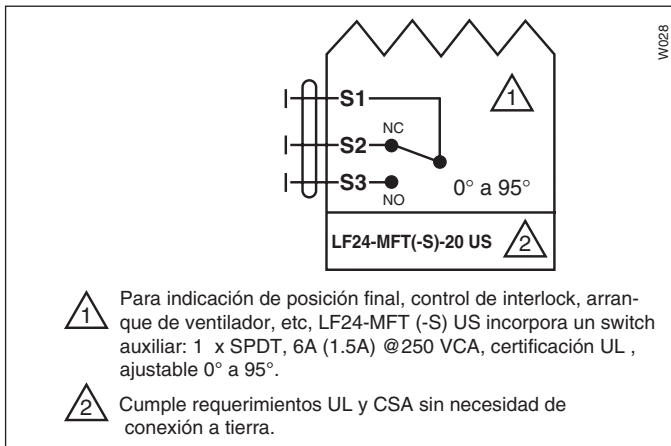 W028
S1
1
NC
S2
S3
0° a 95°
NO
LF24-MFT(-S)-20 US 2
1 Para indicación de posición final, control de interlock, arran-
que de ventilador, etc, LF24-MFT (-S) US incorpora un switch
auxiliar: 1 x SPDT, 6A (1.5A) @250 VCA, certificación UL ,
ajustable 0° a 95°.
2 Cumple requerimientos UL y CSA sin necesidad de
conexión a tierra.